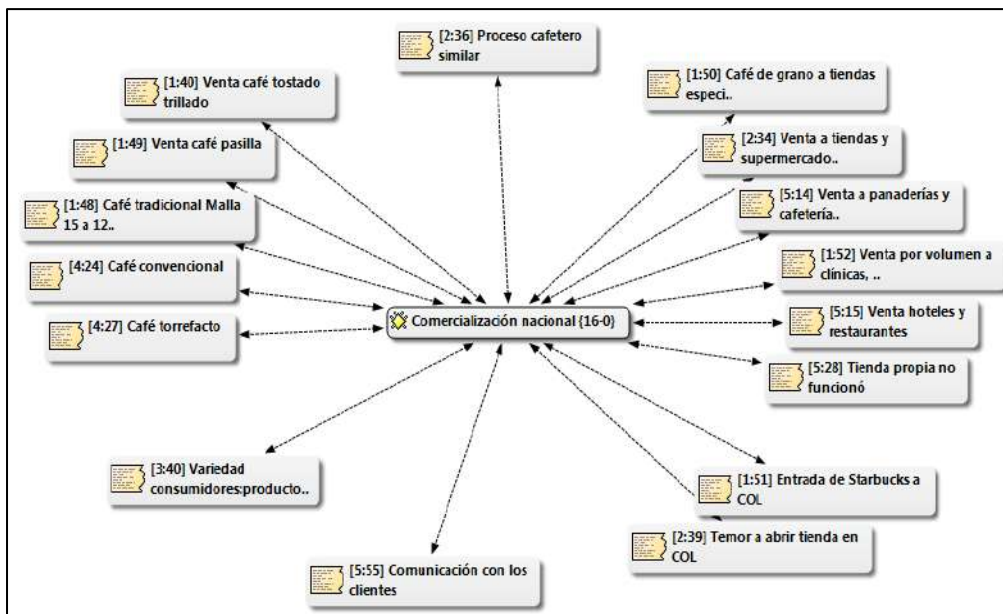 [2:36] Proceso cafetero
similar
[1:40] Venta café tostado
trillado
[1:50] Café de grano a tiendas
especi..
[1:49] Venta café pasilla
[2:34] Venta a tiendas y
supermercado..
[1:48] Café tradicional Malla
15 a 12..
[5:14] Venta a panaderías y
cafetería..
[4:24] Café convencional
[1:52] Venta por volumen a
clínicas, ..
[4:27] Café torrefacto
Comercialización nacional {16-0}
[5:15] Venta hoteles y
restaurantes
[5:28] Tienda propia no
funcionó
[3:40] Variedad
consumidores:producto..
[1:51] Entrada de Starbucks a
COL
[2:39] Temor a abrir tienda en
COL
[5:55] Comunicación con los
clientes